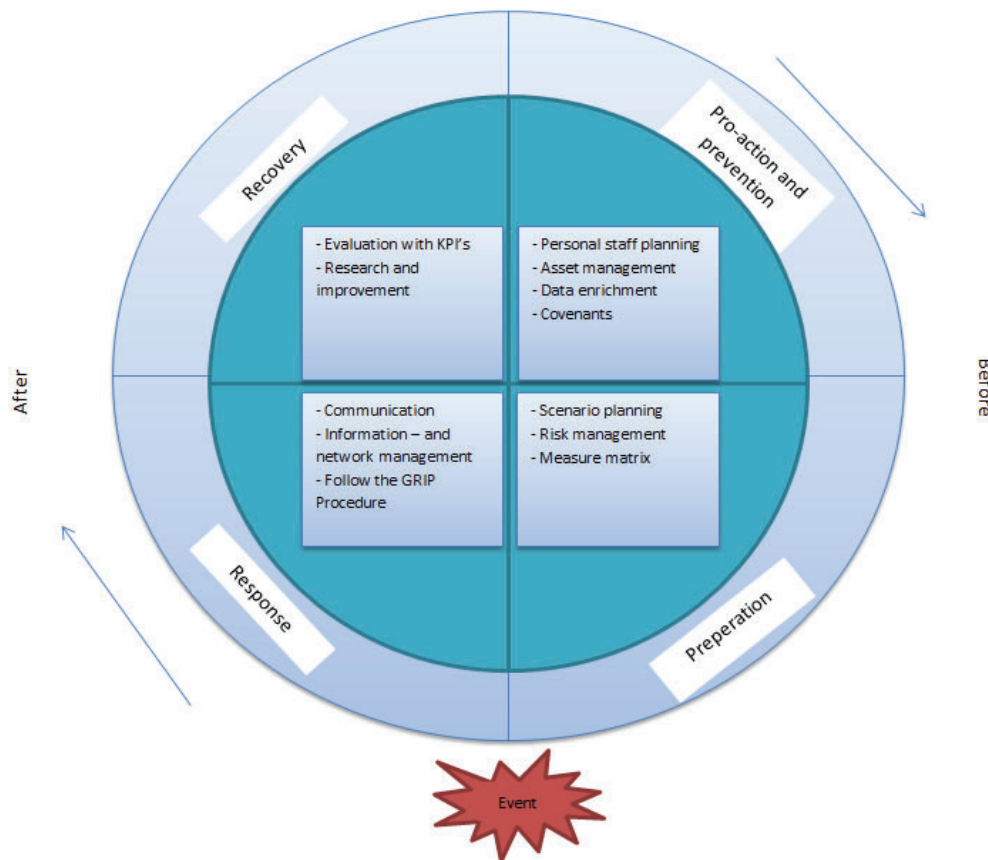 Recovery
Pro-action and
prevention
- Evaluation with KPI's
- Research and
improvement
- Personal staff planning
- Asset management
- Data enrichment
- Covenants
After
Before
- Communication
- Information – and
network management
- Follow the GRIP
Procedure
- Scenario planning
- Risk management
- Measure matrix
Response
Preperation
Event